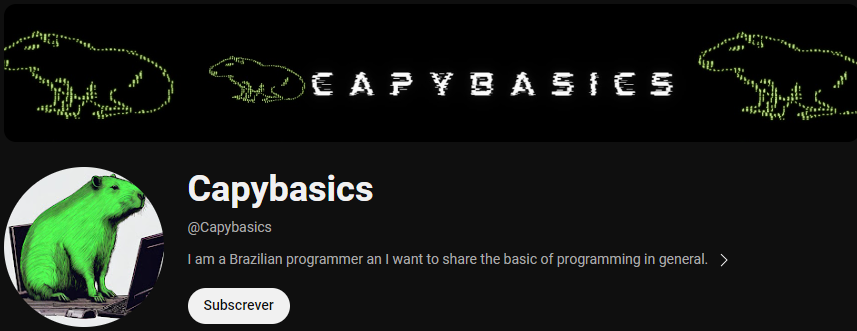 CAPYBASICS
Capybasics
@Capybasics
I am a Brazilian programmer an I want to share the basic of programming in general.
Subscrever